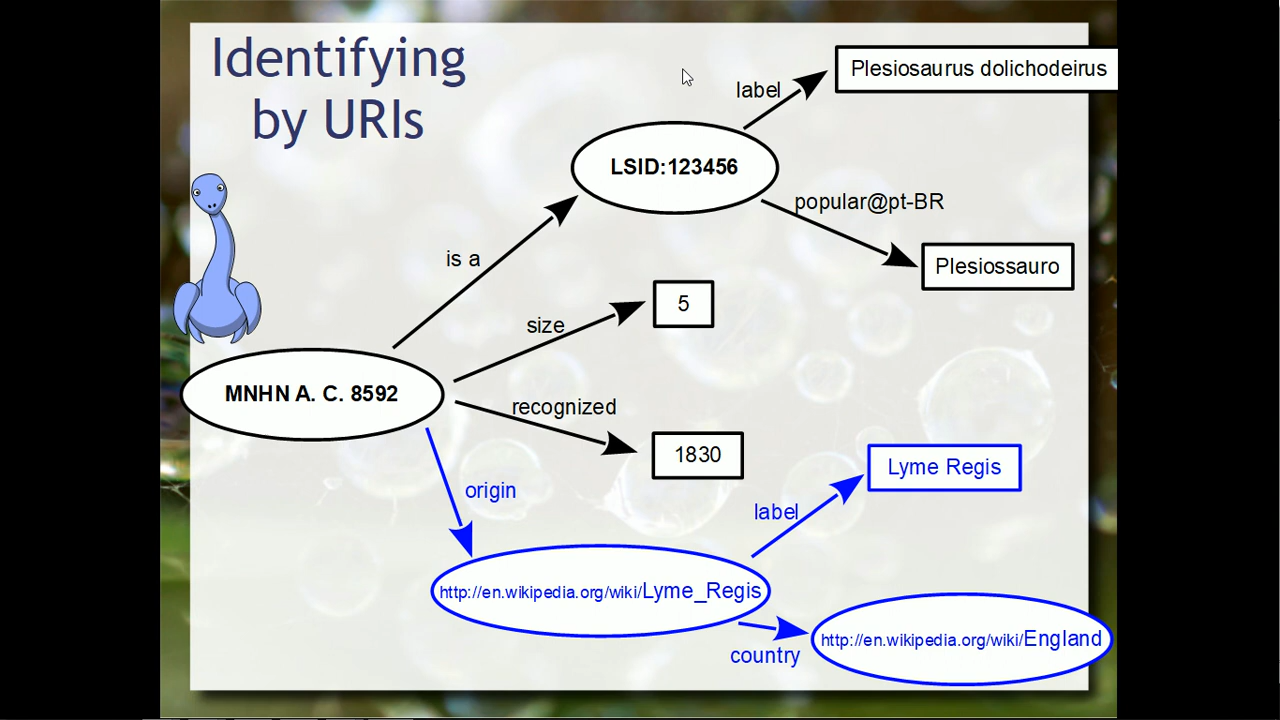 Identifying
by URIs
label
Plesiosaurus dolichodeirus
LSID:123456
popular@pt-BR
Plesiossauro
is a
size
5
MNHN A. C. 8592
recognized
1830
origin
label
Lyme Regis
http://en.wikipedia.org/wiki/Lyme_Regis
country
http://en.wikipedia.org/wiki/England